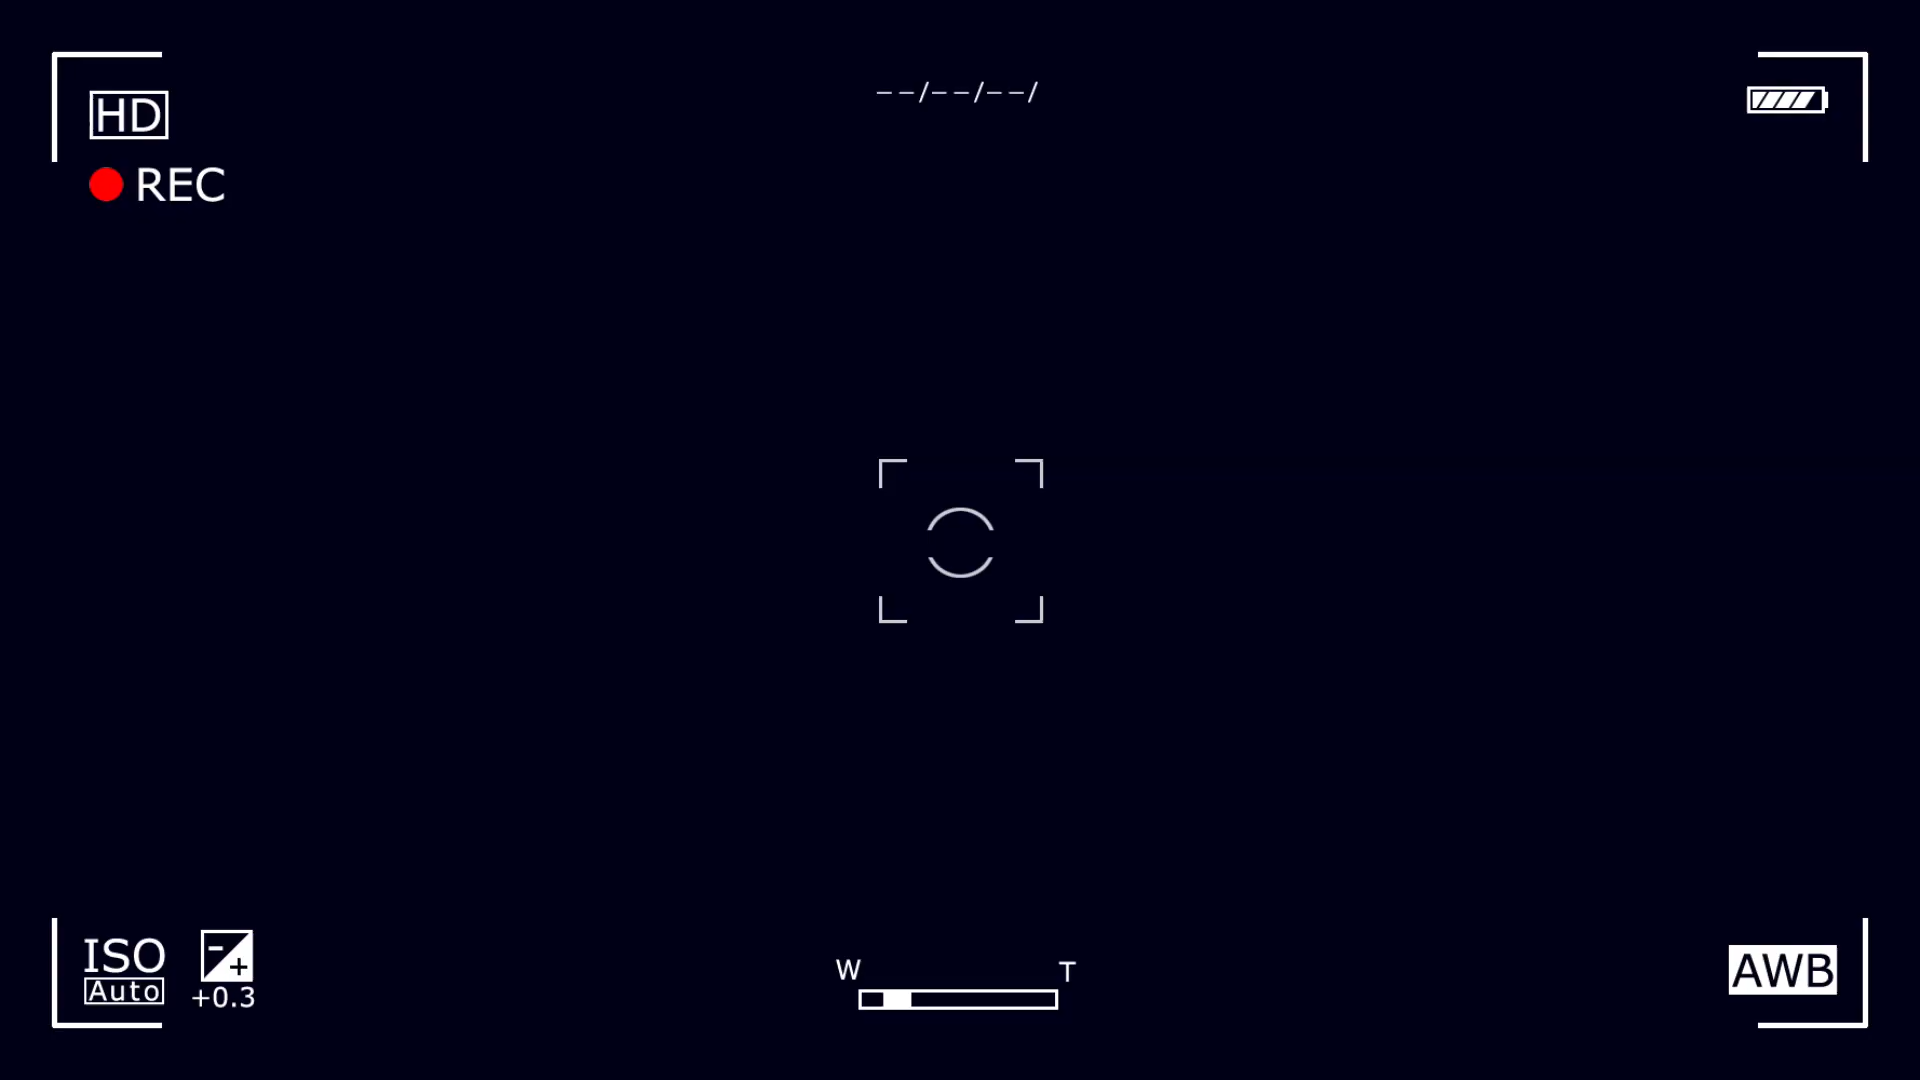 HD
--/--/--/
REC
ISO
Auto
- +
+0.3
W T
AWB